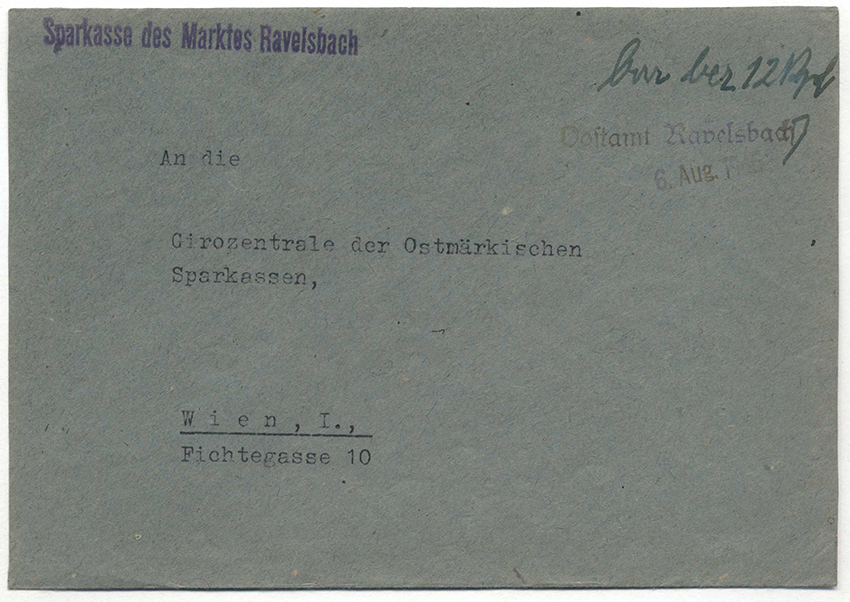 Sparkasse des Marktes Ravelsbach
bar bez 12 Rpf
Postamt Ravelsbach
6. Aug.
An die
Girozentrale der Ostmärkischen
Sparkassen,
Wien, I.,
Fichtegasse 10